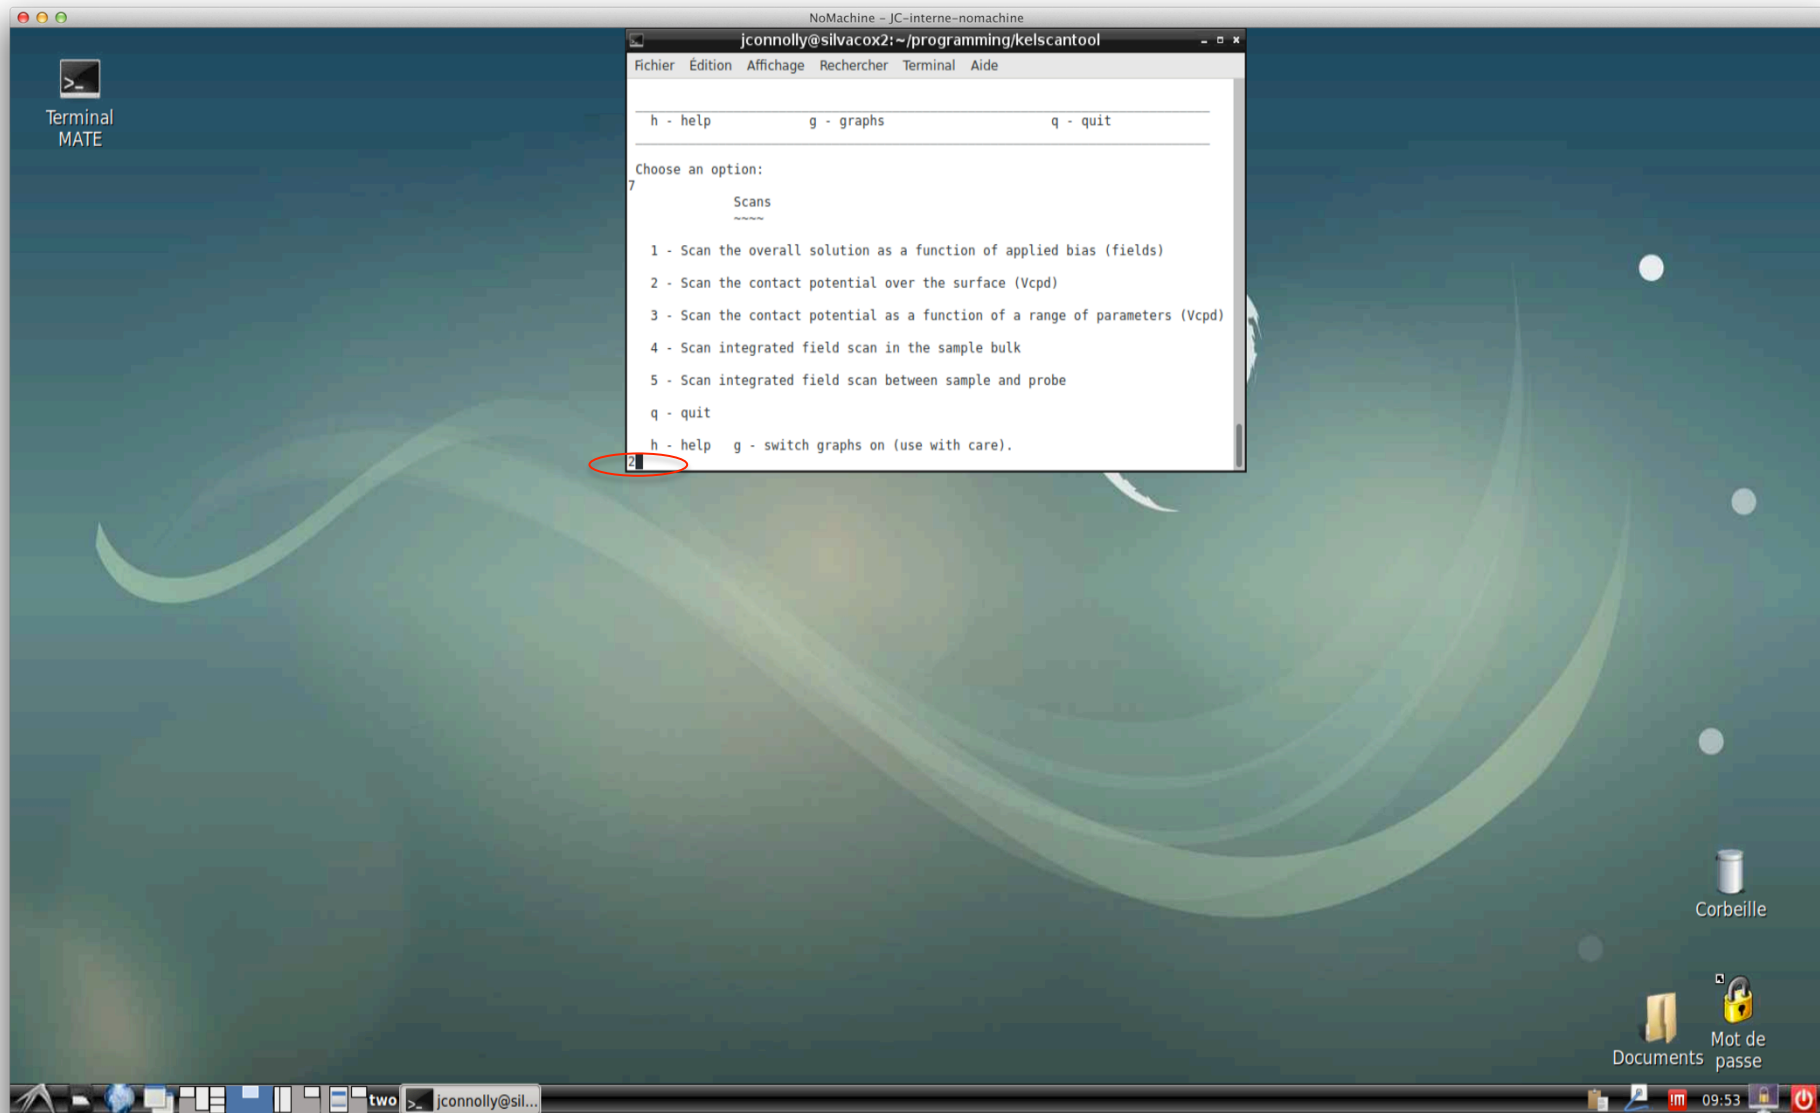 NoMachine – JC-interne-nomachine
Terminal
MATE
jconnolly@silvacox2:~/programming/kelscantool
Fichier Édition Affichage Rechercher Terminal Aide
h - help g - graphs q - quit
Choose an option:
7
Scans
~~~~
1 - Scan the overall solution as a function of applied bias (fields)
2 - Scan the contact potential over the surface (Vcpd)
3 - Scan the contact potential as a function of a range of parameters (Vcpd)
4 - Scan integrated field scan in the sample bulk
5 - Scan integrated field scan between sample and probe
q - quit
h - help g - switch graphs on (use with care).
2
Corbeille
Documents
Mot de
passe
two
jconnolly@sil...
!m
09:53